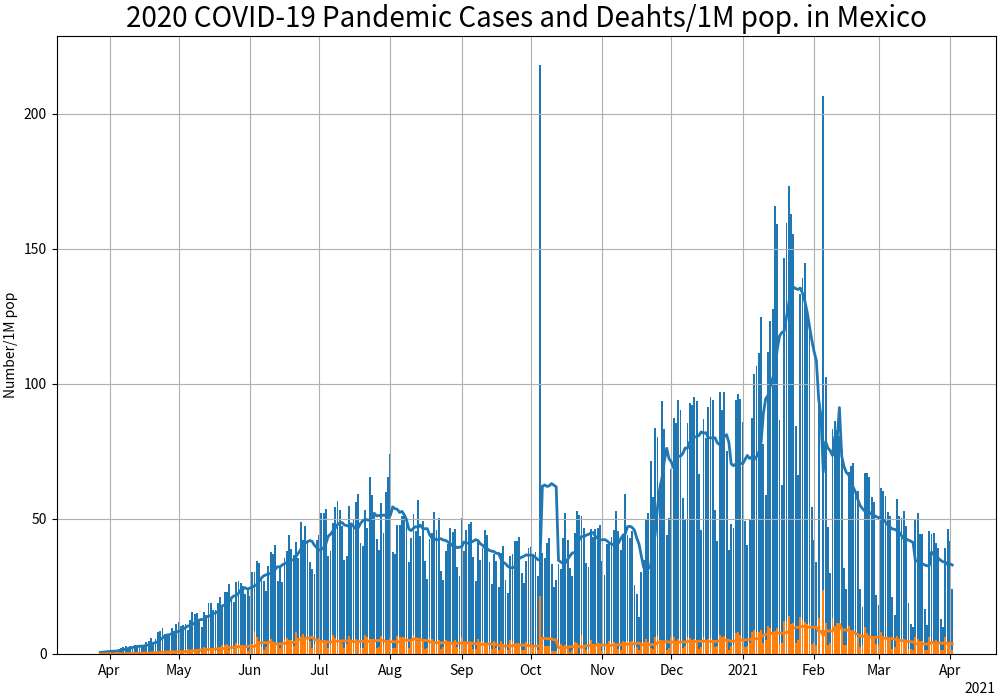 2020 COVID-19 Pandemic Cases and Deahts/1M pop. in Mexico
Number/1M pop
200
150
100
50
0
Apr May Jun Jul Aug Sep Oct Nov Dec 2021 Feb Mar Apr
2021